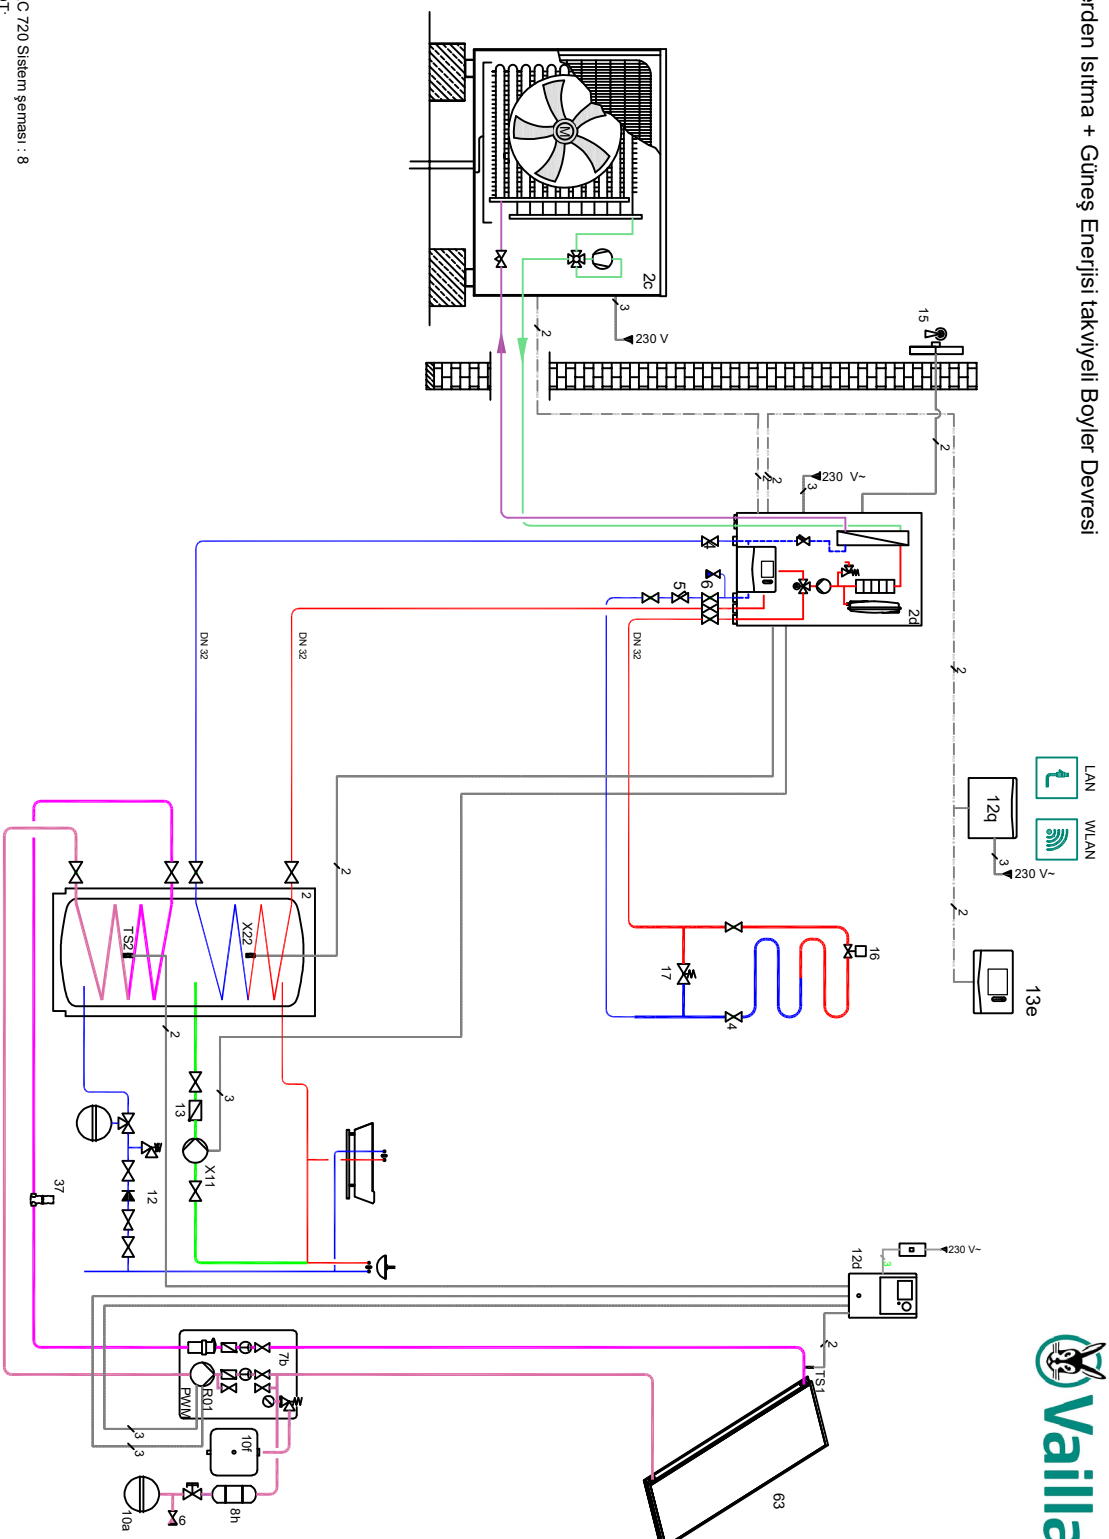 erden Isıtma + Güneş Enerjisi takviyeli Boyler Devresi
Vailla
C 720 Sistem şeması : 8
OT:
2c
3
230 V
2
15
2
230 V~
3
2
2
2d
5
6
DN 32
DN 32
DN 32
2
LAN
WLAN
12q
3
230 V~
2
13e
16
17
4
2
2
X22
TS2
2
3
13
X11
12
37
230 V~
3
12d
2
TS1
7b
R01
PWM
3
3
10f
8h
6
10a
63